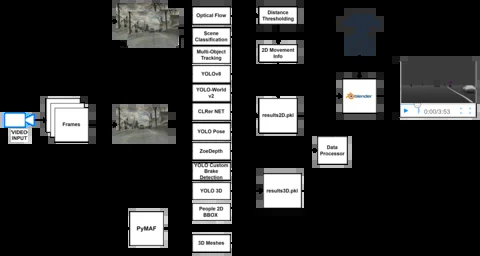 Optical Flow
Scene
Classification
Multi-Object
Tracking
YOLOv8
YOLO-World
v2
CLRer NET
YOLO Pose
ZoeDepth
YOLO Custom
Brake
Detection
YOLO 3D
People 2D
BBOX
3D Meshes
VIDEO
INPUT
Frames
PyMAF
Distance
Thresholding
2D Movement
Info
results2D.pkl
results3D.pkl
Data
Processor
blender
0:00/3:53